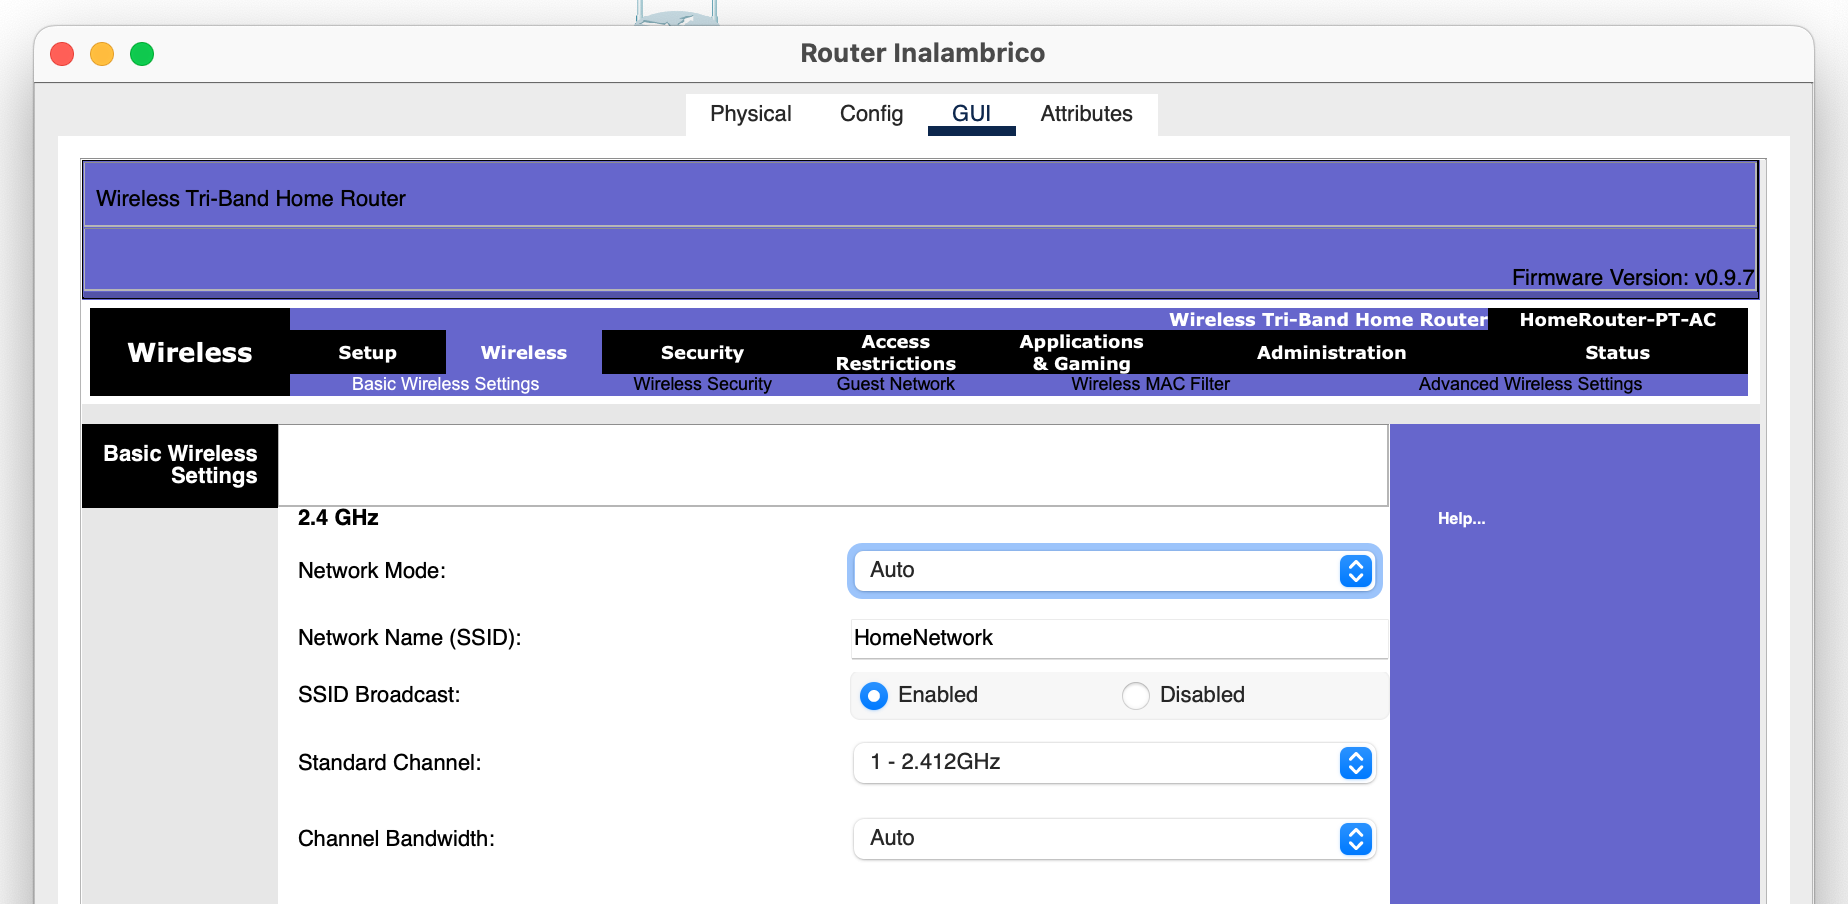 Router Inalambrico
Physical Config GUI Attributes
Wireless Tri-Band Home Router
Firmware Version: v0.9.7
Wireless Tri-Band Home Router HomeRouter-PT-AC
Wireless
Setup Wireless Security Access Restrictions Applications & Gaming Administration Status
Basic Wireless Settings Wireless Security Guest Network Wireless MAC Filter Advanced Wireless Settings
Basic Wireless
Settings
2.4 GHz
Help...
Network Mode: Auto
Network Name (SSID): HomeNetwork
SSID Broadcast: Enabled Disabled
Standard Channel: 1 - 2.412GHz
Channel Bandwidth: Auto